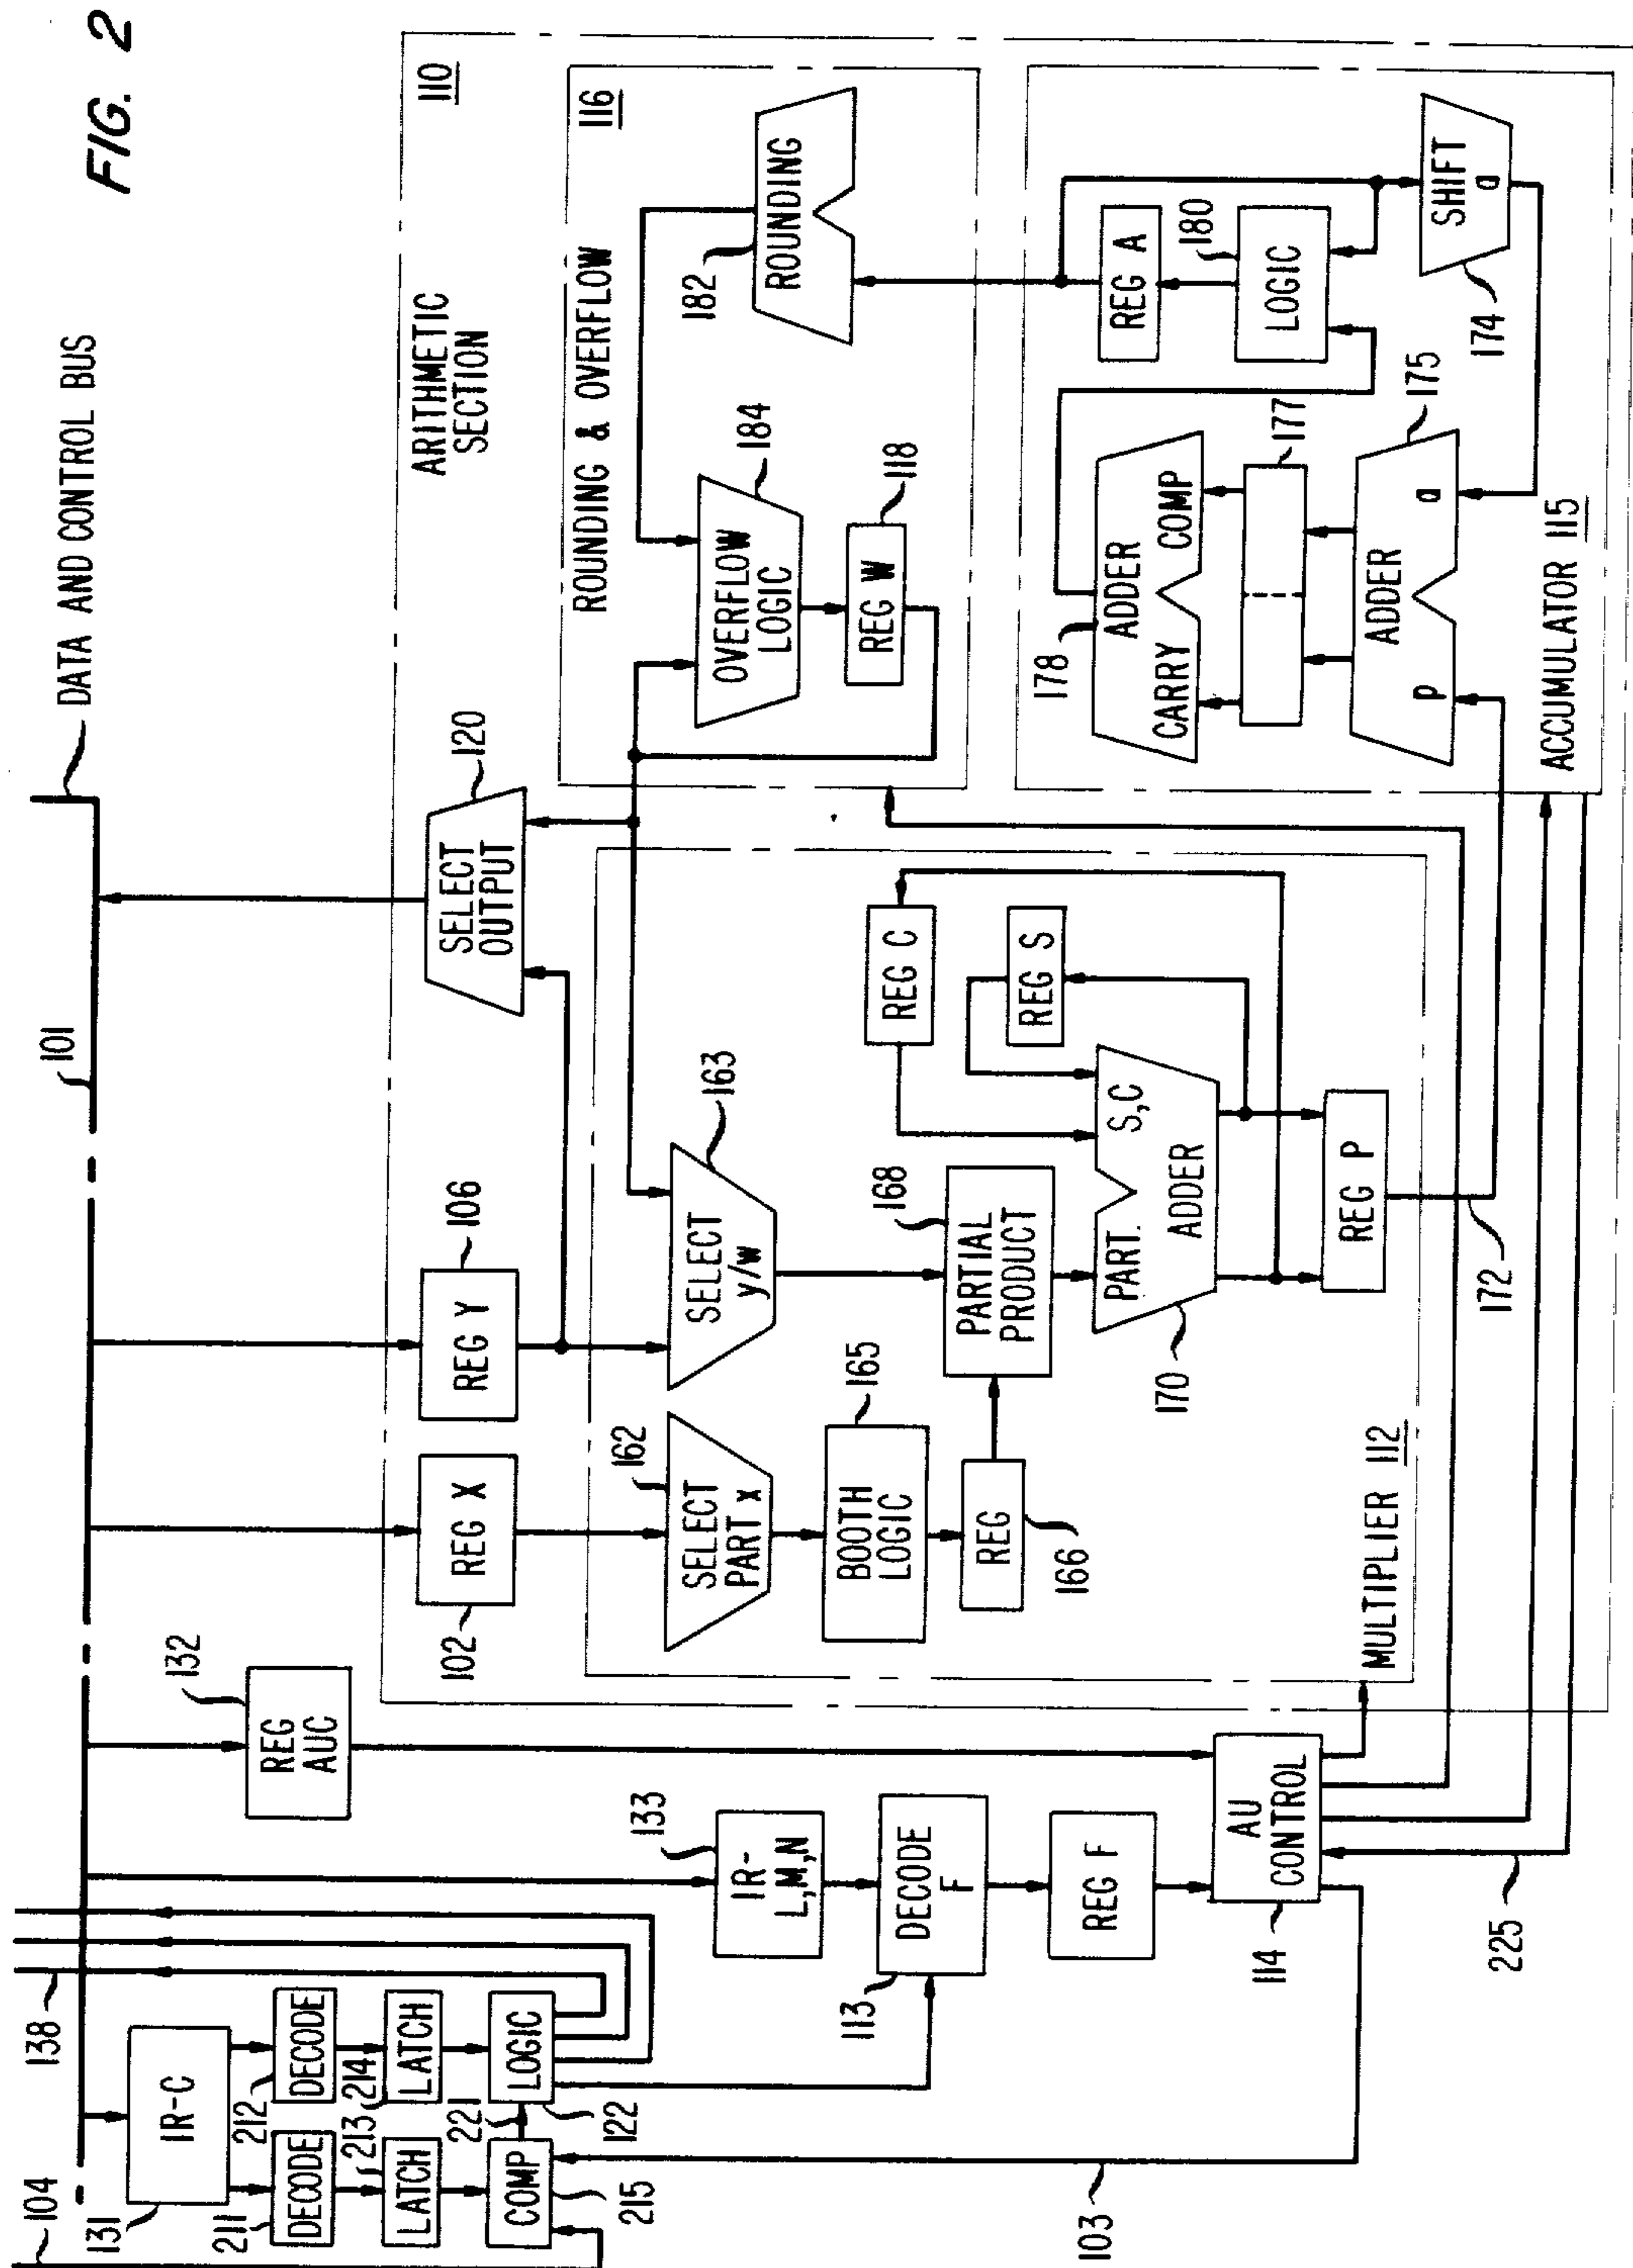 FIG. 2
DATA AND CONTROL BUS
101
104
138
IR-C
131
DECODE
211
DECODE
212
213
LATCH
214
LATCH
COMP
215
221
LOGIC
122
103
REG
AUC
132
IR-
L,M,N
133
DECODE
F
113
REG F
AU
CONTROL
114
225
ARITHMETIC
SECTION
110
REG X
102
REG Y
106
SELECT
OUTPUT
120
SELECT
PART X
162
SELECT
y/w
163
BOOTH
LOGIC
165
REG
166
PARTIAL
PRODUCT
168
PART.
S,C
ADDER
170
REG C
REG S
REG P
172
MULTIPLIER 112
ROUNDING & OVERFLOW
116
OVERFLOW
LOGIC
184
REG W
118
ROUNDING
182
ADDER
CARRY
COMP
178
177
ADDER
p
a
175
REG A
LOGIC
180
SHIFT
a
174
ACCUMULATOR 115